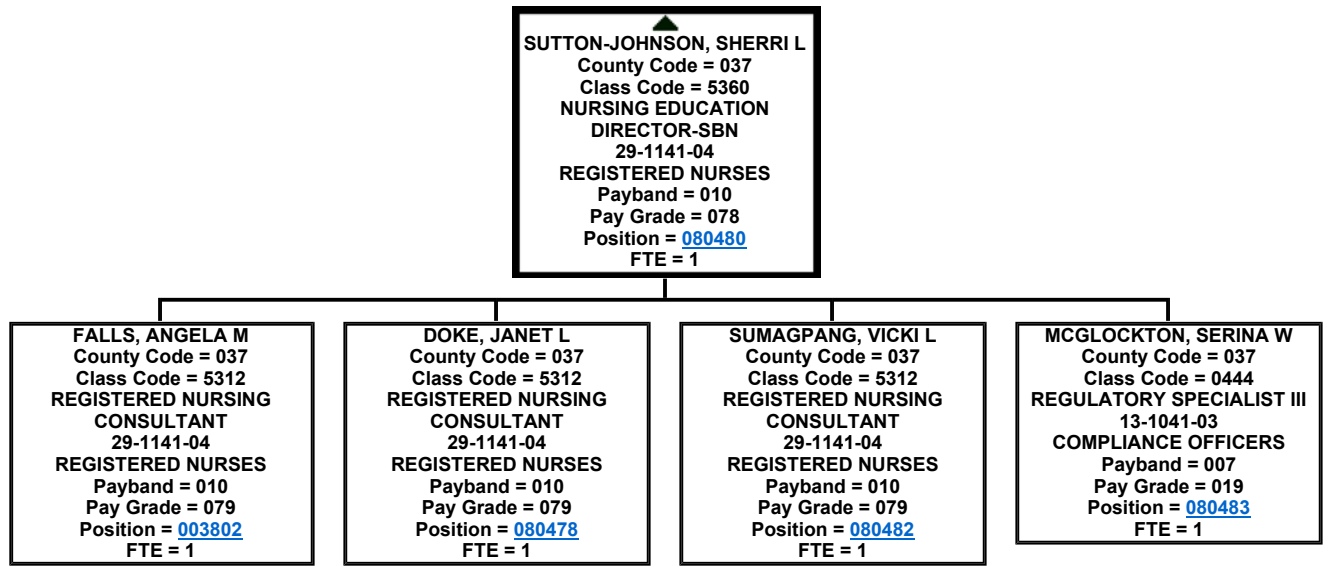 SUTTON-JOHNSON, SHERRI L
County Code = 037
Class Code = 5360
NURSING EDUCATION
DIRECTOR-SBN
29-1141-04
REGISTERED NURSES
Payband = 010
Pay Grade = 078
Position = 080480
FTE = 1
FALLS, ANGELA M
County Code = 037
Class Code = 5312
REGISTERED NURSING
CONSULTANT
29-1141-04
REGISTERED NURSES
Payband = 010
Pay Grade = 079
Position = 003802
FTE = 1
DOKE, JANET L
County Code = 037
Class Code = 5312
REGISTERED NURSING
CONSULTANT
29-1141-04
REGISTERED NURSES
Payband = 010
Pay Grade = 079
Position = 080478
FTE = 1
SUMAGPANG, VICKI L
County Code = 037
Class Code = 5312
REGISTERED NURSING
CONSULTANT
29-1141-04
REGISTERED NURSES
Payband = 010
Pay Grade = 079
Position = 080482
FTE = 1
MCGLOCKTON, SERINA W
County Code = 037
Class Code = 0444
REGULATORY SPECIALIST III
13-1041-03
COMPLIANCE OFFICERS
Payband = 007
Pay Grade = 019
Position = 080483
FTE = 1